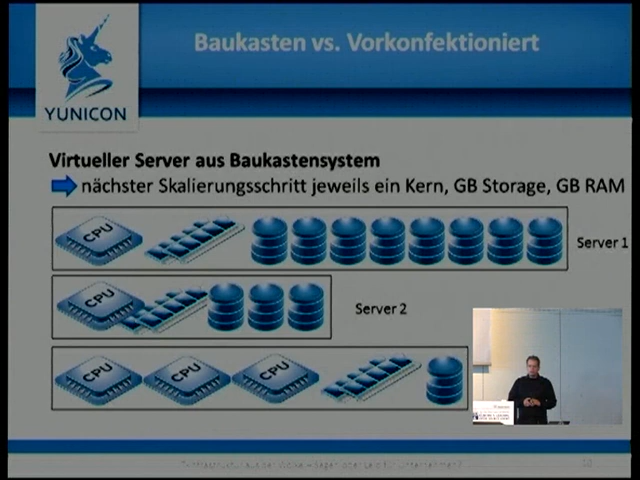 Baukasten vs. Vorkonfektioniert
YUNICON
Virtueller Server aus Baukastensystem
nächster Skalierungsschritt jeweils ein Kern, GB Storage, GB RAM
CPU
Server 1
CPU
Server 2
CPU
CPU
CPU